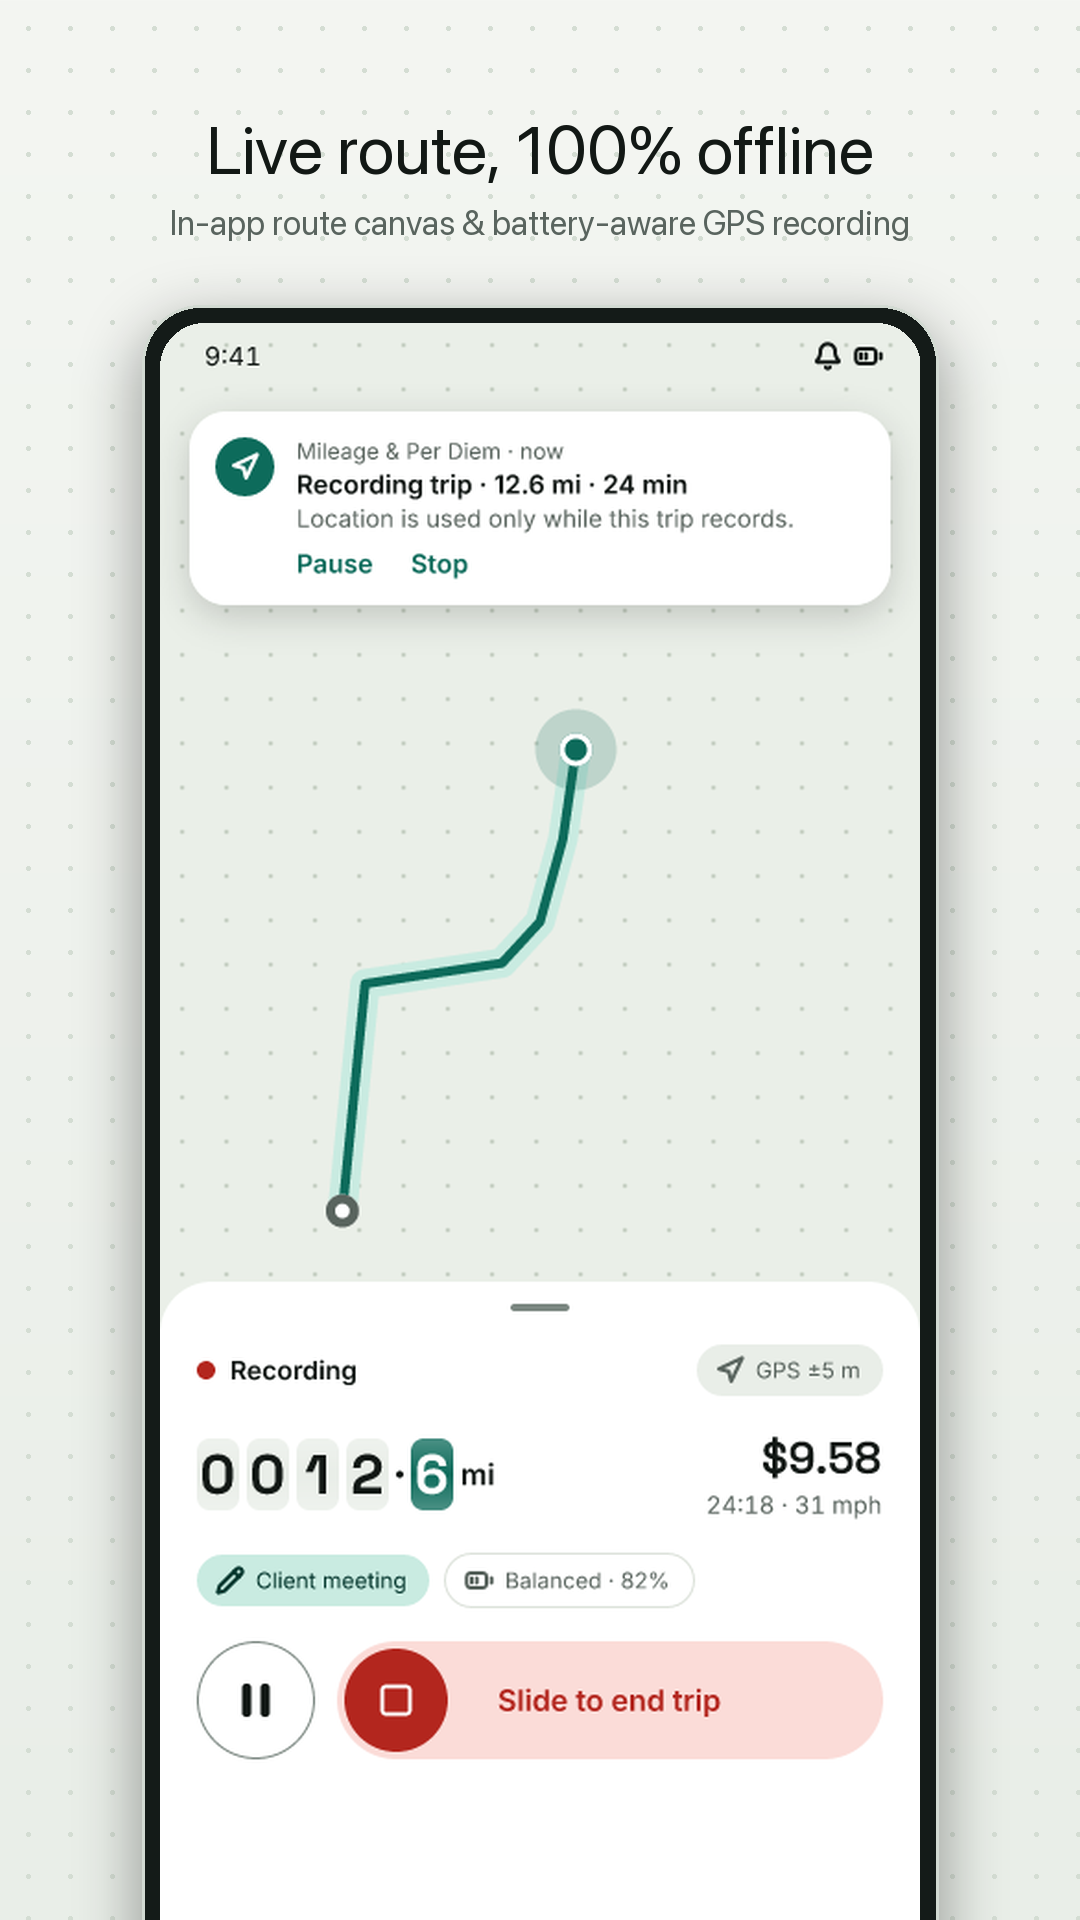 Live route, 100% offline
In-app route canvas & battery-aware GPS recording
9:41
Mileage & Per Diem · now
Recording trip · 12.6 mi · 24 min
Location is used only while this trip records.
Pause Stop
Recording
GPS ±5 m
0012·6 mi
$9.58
24:18 · 31 mph
Client meeting
Balanced · 82%
Slide to end trip